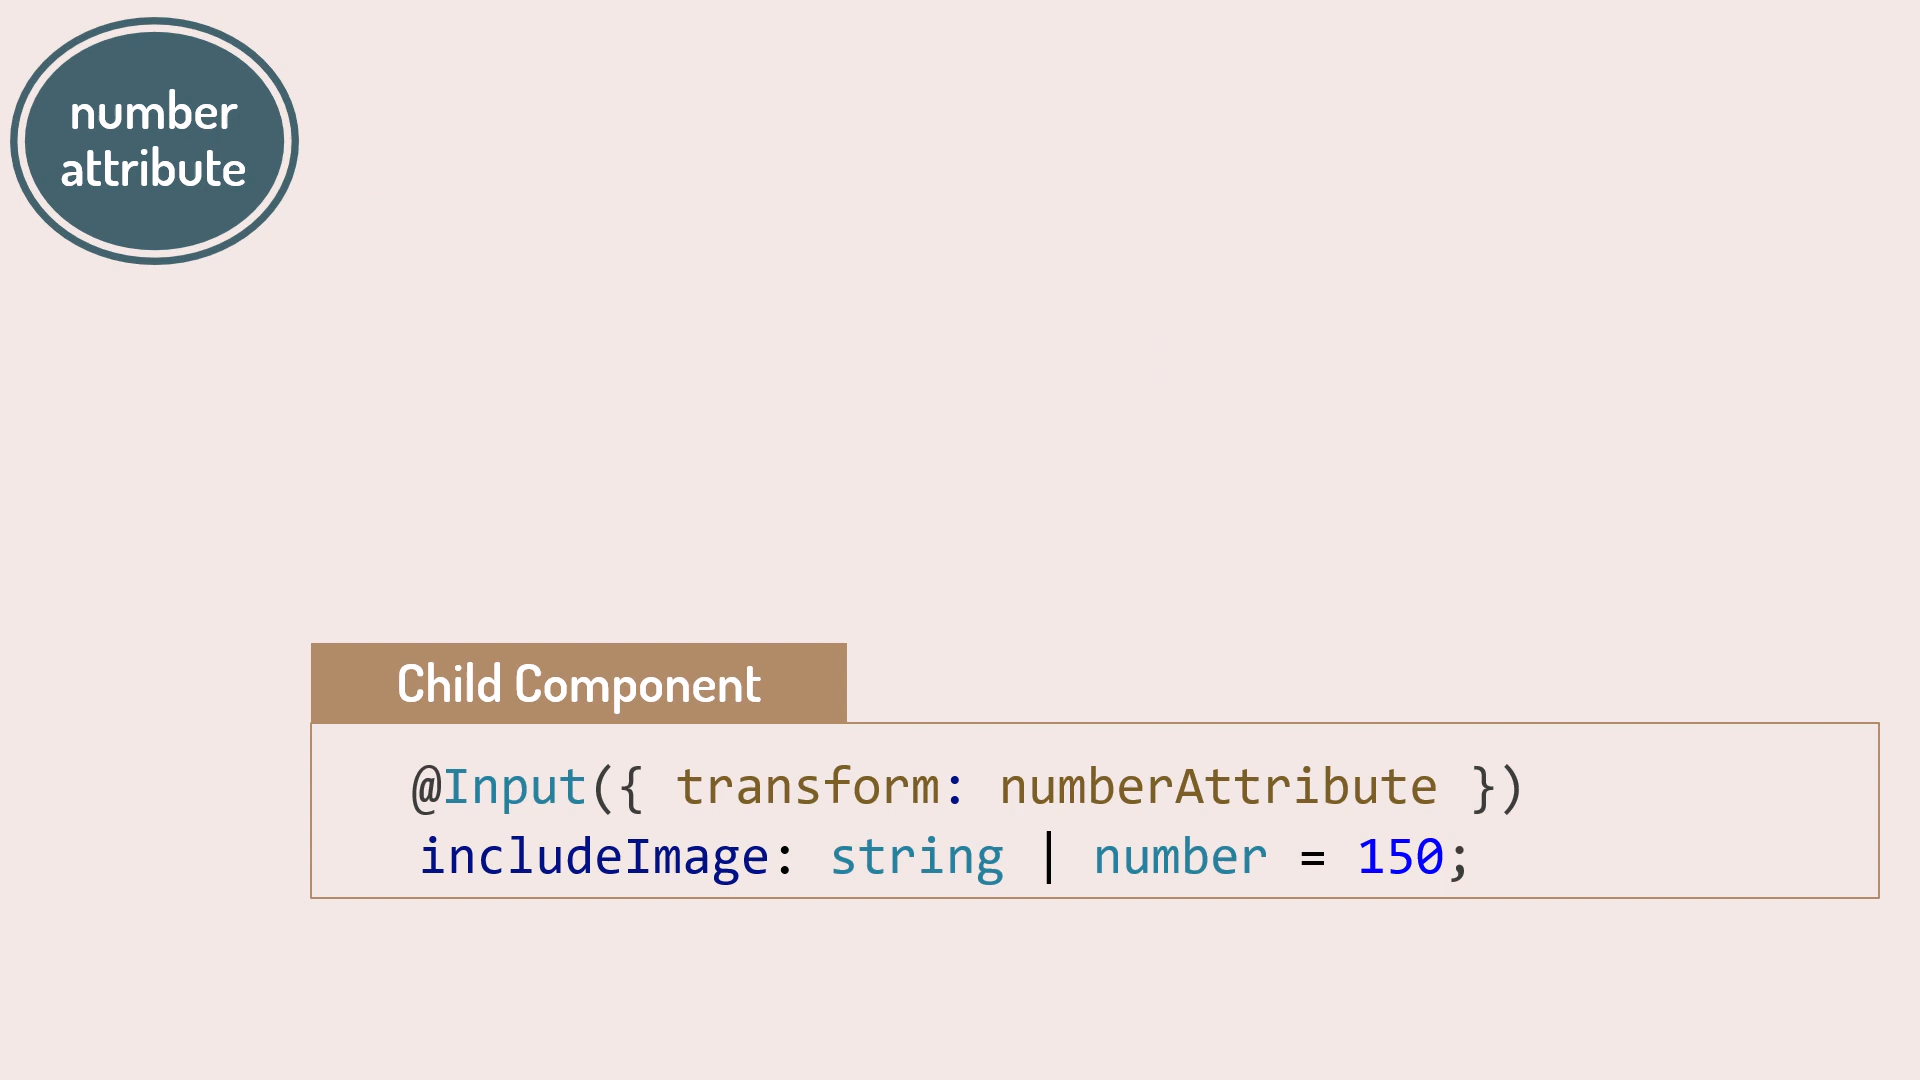 number
attribute
Child Component
@Input({ transform: numberAttribute })
includeImage: string | number = 150;